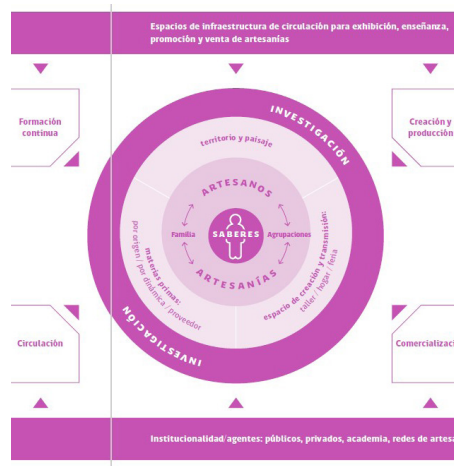 Espacios de infraestructura de circulación para exhibición, enseñanza,
promoción y venta de artesanías
Formación
continua
Creación y
producción
INVESTIGACIÓN
territorio y paisaje
ARTESANOS
Familia
SABERES
Agrupaciones
ARTESANÍAS
materias primas:
por origen / por dinámica / proveedor
espacio de creación y transmisión:
taller / hogar / feria
INVESTIGACIÓN
Circulación
Comercializaci
Institucionalidad/agentes: públicos, privados, academia, redes de artesa